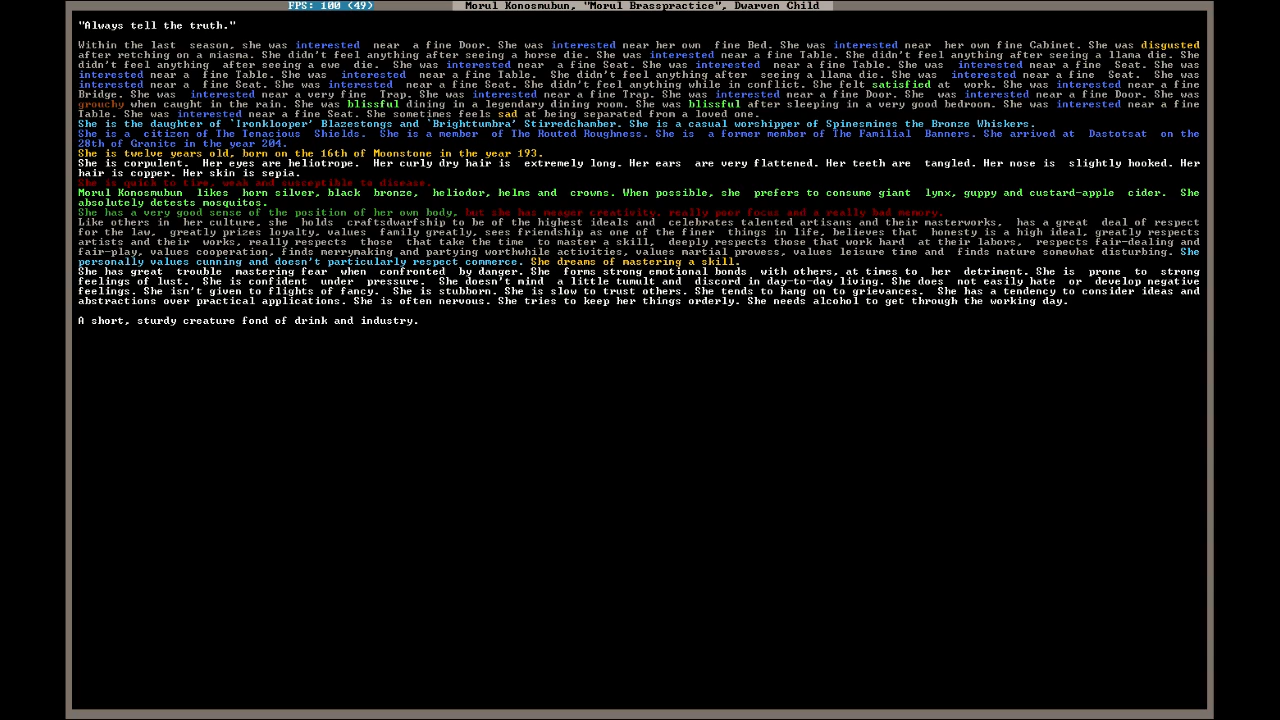 FPS: 100 (49)
Morul Konosmubun, "Morul Brasspractice", Dwarven Child
"Always tell the truth."
Within the last season, she was interested near a fine Door. She was interested near her own fine Bed. She was interested near her own fine Cabinet. She was disgusted
after retching on a miasma. She didn't feel anything after seeing a horse die. She was interested near a fine Table. She didn't feel anything after seeing a llama die. She
didn't feel anything after seeing a ewe die. She was interested near a fine Seat. She was interested near a fine Table. She was interested near a fine Seat. She was
interested near a fine Table. She was interested near a fine Table. She didn't feel anything after seeing a llama die. She was interested near a fine Seat. She was
interested near a fine Seat. She was interested near a fine Seat. She didn't feel anything while in conflict. She felt satisfied at work. She was interested near a fine
Bridge. She was interested near a very fine Trap. She was interested near a fine Trap. She was interested near a fine Door. She was interested near a fine Door. She was
grouchy when caught in the rain. She was blissful dining in a legendary dining room. She was blissful after sleeping in a very good bedroom. She was interested near a fine
Table. She was interested near a fine Seat. She sometimes feels sad at being separated from a loved one.
She is the daughter of `Ironklooper' Blazestongs and `Brighttunbra' Stirredchamber. She is a casual worshipper of Spinesmines the Bronze Whiskers.
She is a citizen of The Tenacious Shields. She is a member of The Routed Roughness. She is a former member of The Familial Banners. She arrived at Dastotsat on the
28th of Granite in the year 204.
She is twelve years old, born on the 16th of Moonstone in the year 193.
She is corpulent. Her eyes are heliotrope. Her curly dry hair is extremely long. Her ears are very flattened. Her teeth are tangled. Her nose is slightly hooked. Her
hair is copper. Her skin is sepia.
She is quick to tire, weak and susceptible to disease.
Morul Konosmubun likes horn silver, black bronze, heliodor, helms and crowns. When possible, she prefers to consume giant lynx, guppy and custard-apple cider. She
absolutely detests mosquitos.
She has a very good sense of the position of her own body, but she has meager creativity, really poor focus and a really bad memory.
Like others in her culture, she holds craftsdwarfship to be of the highest ideals and celebrates talented artisans and their masterworks, has a great deal of respect
for the law, greatly prizes loyalty, values family greatly, sees friendship as one of the finer things in life, believes that honesty is a high ideal, greatly respects
artists and their works, really respects those that take the time to master a skill, deeply respects those that work hard at their labors, respects fair-dealing and
fair-play, values cooperation, finds merrymaking and partying worthwhile activities, values martial prowess, values leisure time and finds nature somewhat disturbing. She
personally values cunning and doesn't particularly respect commerce. She dreams of mastering a skill.
She has great trouble mastering fear when confronted by danger. She forms strong emotional bonds with others, at times to her detriment. She is prone to strong
feelings of lust. She is confident under pressure. She doesn't mind a little tumult and discord in day-to-day living. She does not easily hate or develop negative
feelings. She isn't given to flights of fancy. She is stubborn. She is slow to trust others. She tends to hang on to grievances. She has a tendency to consider ideas and
abstractions over practical applications. She is often nervous. She tries to keep her things orderly. She needs alcohol to get through the working day.
A short, sturdy creature fond of drink and industry.